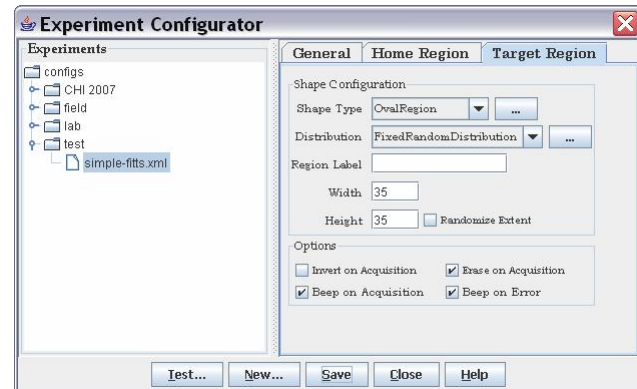 Experiment Configurator
Experiments
configs
CHI 2007
field
lab
test
simple-fitts.xml
General Home Region Target Region
Shape Configuration
Shape Type OvalRegion ...
Distribution FixedRandomDistribution ...
Region Label
Width 35
Height 35 Randomize Extent
Options
Invert on Acquisition Erase on Acquisition
Beep on Acquisition Beep on Error
Test... New... Save Close Help